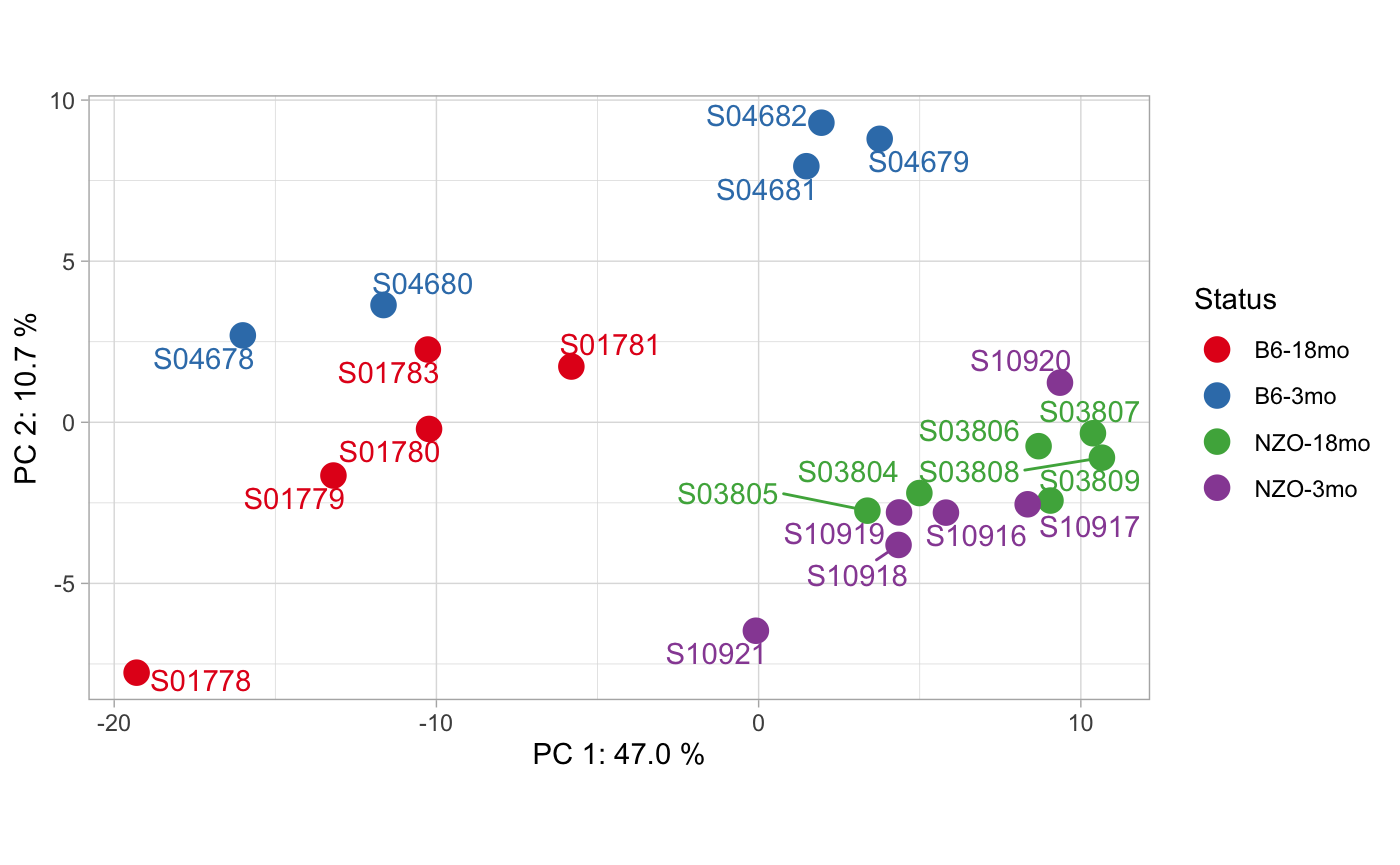 10
5
0
-5
PC 2: 10.7 %
S04682
S04679
S04681
S04680
S04678
S01781
S01783
S01780
S01779
S01778
S10920
S03807
S03806
S03804
S03808
S03809
S03805
S10919
S10916
S10917
S10918
S10921
-20
-10
0
10
PC 1: 47.0 %
Status
B6-18mo
B6-3mo
NZO-18mo
NZO-3mo